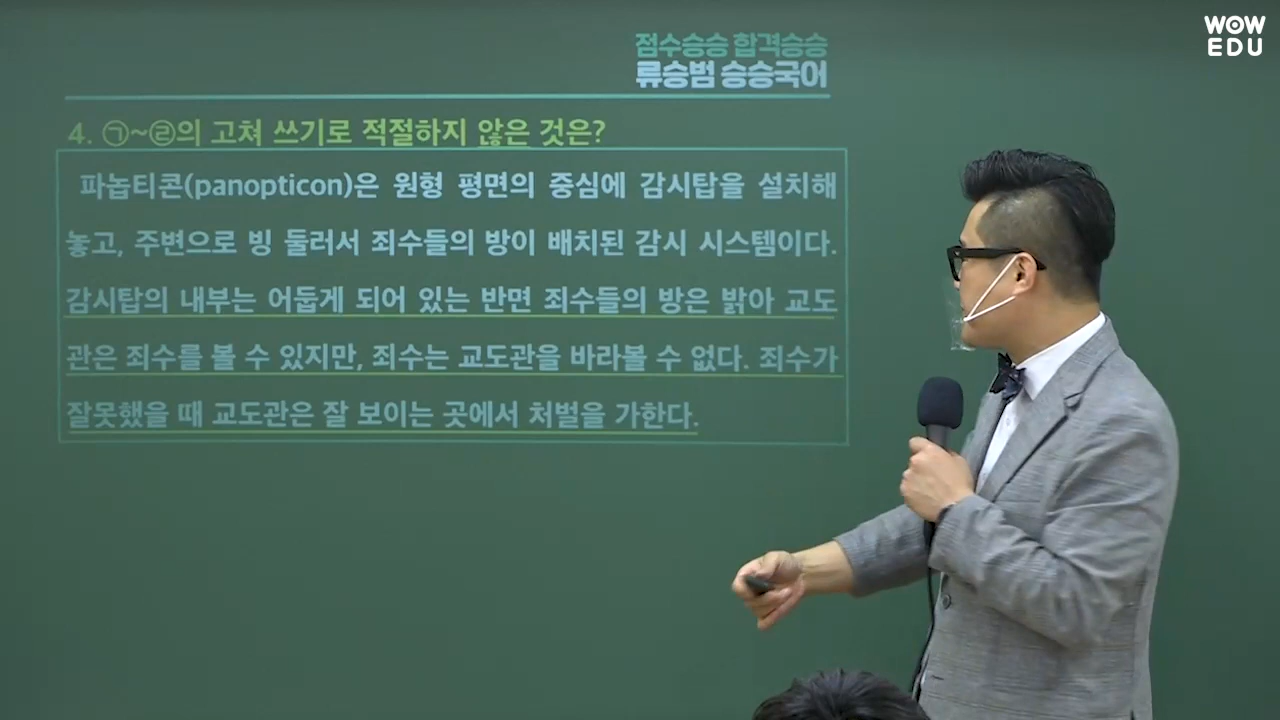 WOW
EDU
점수승승 합격승승
류승범 승승국어
4. ㉠~㉣의 고쳐 쓰기로 적절하지 않은 것은?
파놉티콘(panopticon)은 원형 평면의 중심에 감시탑을 설치해
놓고, 주변으로 빙 둘러서 죄수들의 방이 배치된 감시 시스템이다.
감시탑의 내부는 어둡게 되어 있는 반면 죄수들의 방은 밝아 교도
관은 죄수를 볼 수 있지만, 죄수는 교도관을 바라볼 수 없다. 죄수가
잘못했을 때 교도관은 잘 보이는 곳에서 처벌을 가한다.